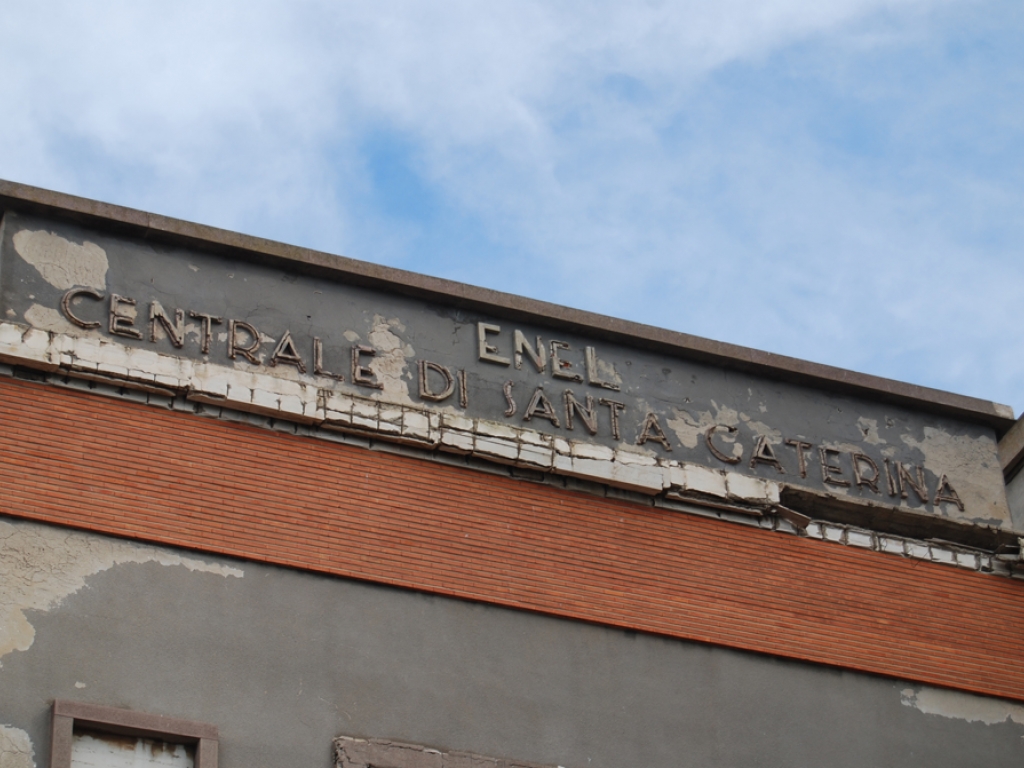 ENEL
CENTRALE DI SANTA CATERINA